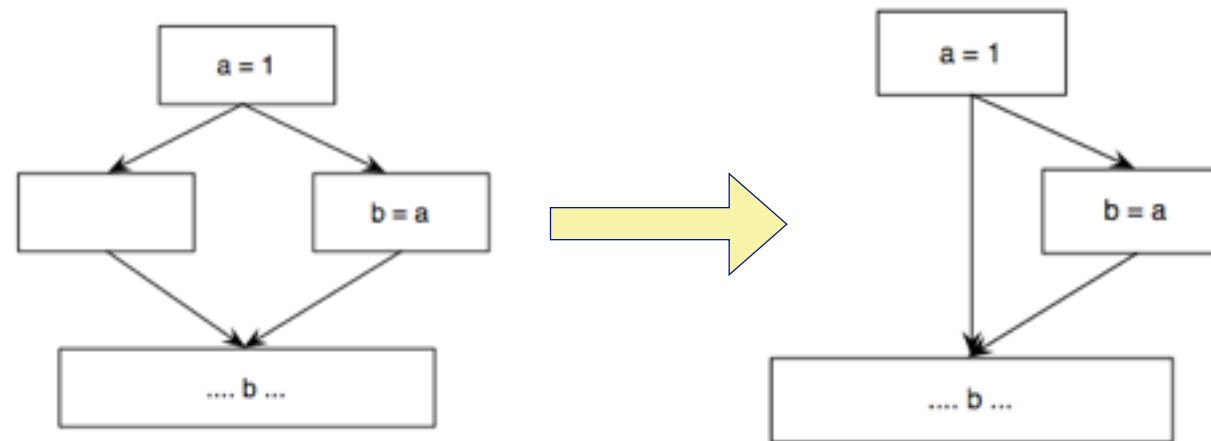 a = 1
b = a
.... b ...
a = 1
b = a
.... b ...